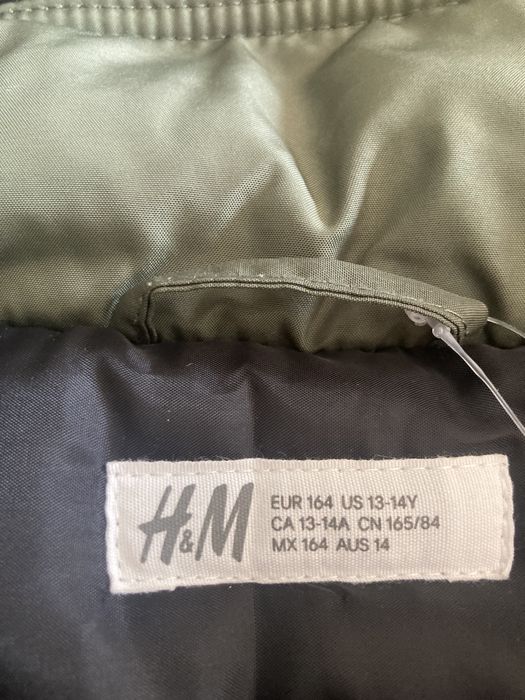 H&M
EUR 164 US 13-14Y
CA 13-14A CN 165/84
MX 164 AUS 14